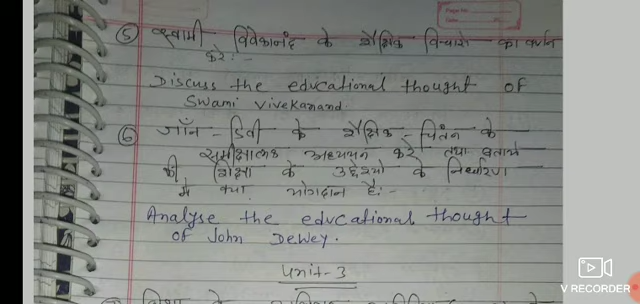 ⑤ स्वामी विवेकानंद के शैक्षिक विचारो का वर्णन
करे:-
Discuss the educational thought of
Swami Vivekanand.
⑥ जॉन-डिवी के शैक्षिक-चिंतन के
समीक्षात्मक अध्ययन करे तथा बताये
की शिक्षा के उद्देश्यो के निर्धारण
मे क्या योगदान है:-
Analyse the educational thought
of John Dewey.
Unit-3
V RECORDER